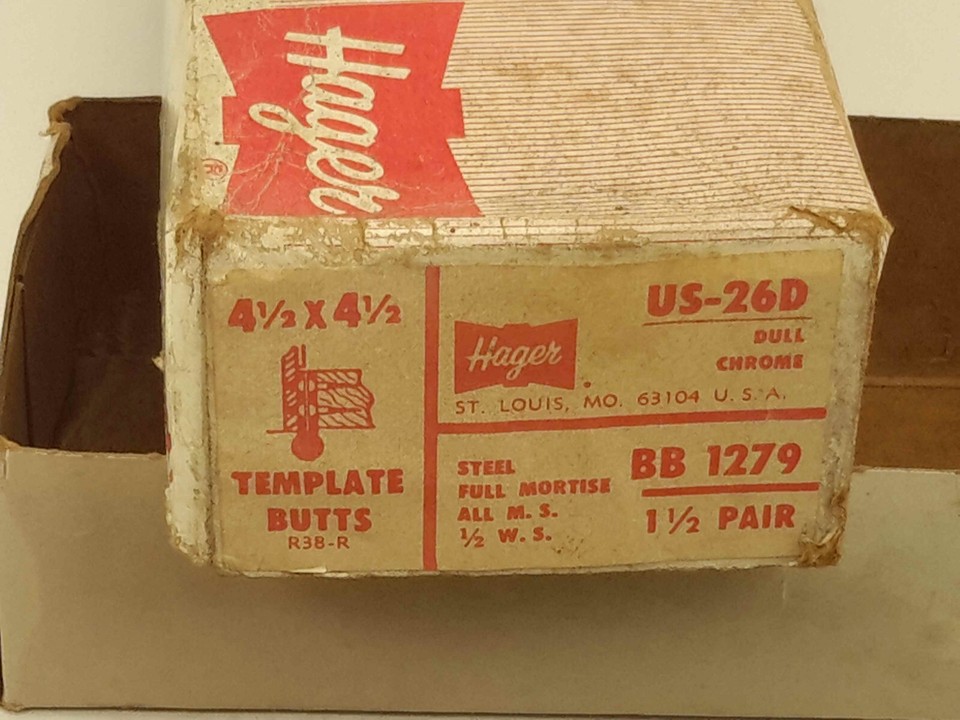 Hager
4½ X 4½
TEMPLATE
BUTTS
R38-R
US-26D
DULL
CHROME
Hager
ST. LOUIS, MO. 63104 U.S.A.
STEEL
FULL MORTISE
ALL M. S.
½ W. S.
BB 1279
1½ PAIR